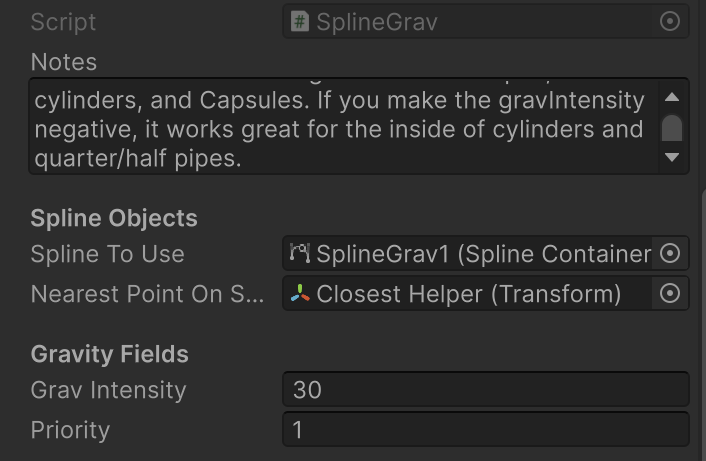 Script
SplineGrav
Notes
cylinders, and Capsules. If you make the gravIntensity
negative, it works great for the inside of cylinders and
quarter/half pipes.
Spline Objects
Spline To Use
SplineGrav1 (Spline Container
Nearest Point On S...
Closest Helper (Transform)
Gravity Fields
Grav Intensity
30
Priority
1